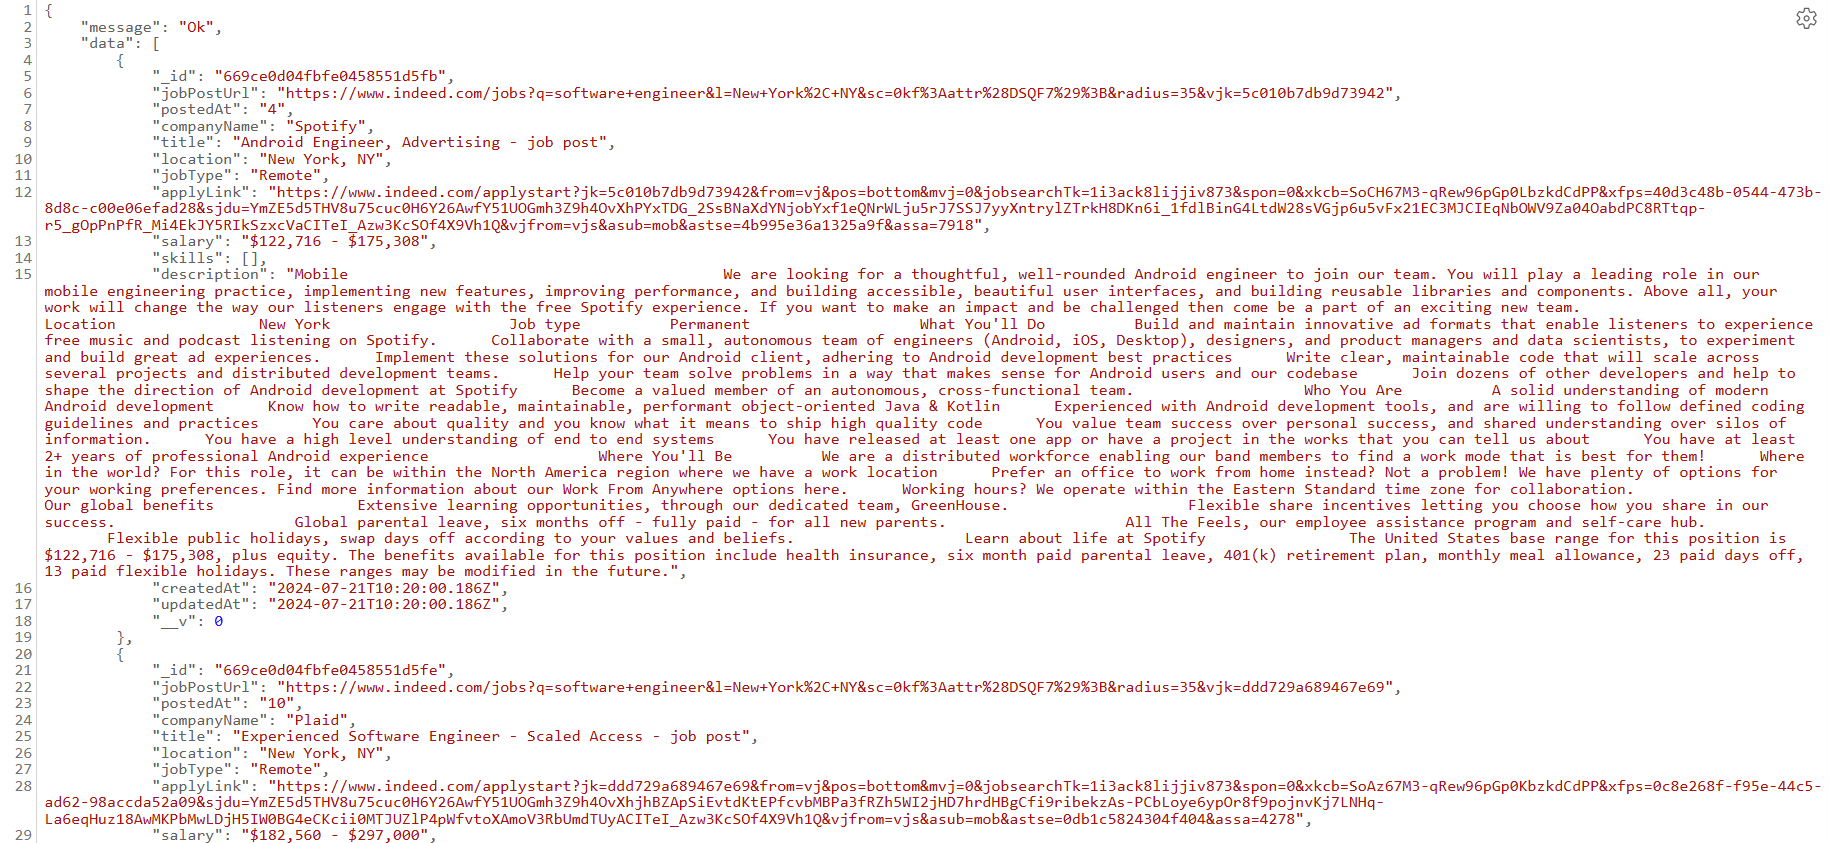 1 {
2     "message": "Ok",
3     "data": [
4         {
5             "_id": "669ce0d04fbfe0458551d5fb",
6             "jobPostUrl": "https://www.indeed.com/jobs?q=software+engineer&l=New+York%2C+NY&sc=0kf%3Aattr%28DSQF7%29%3B&radius=35&vjk=5c010b7db9d73942",
7             "postedAt": "4",
8             "companyName": "Spotify",
9             "title": "Android Engineer, Advertising - job post",
10             "location": "New York, NY",
11             "jobType": "Remote",
12             "applyLink": "https://www.indeed.com/applystart?jk=5c010b7db9d73942&from=vj&pos=bottom&mvj=0&jobsearchTk=1i3ack8lijjiv873&spon=0&xkcb=SoCH67M3-qRew96pGp0LbzkdCdPP&xfps=40d3c48b-0544-473b-
8d8c-c00e06efad28&sjdu=YmZE5d5THV8u75cuc0H6Y26AwfY51UOGmh3Z9h4OvXhPYxTDG_2SsBNaXdYNjobYxf1eQNrWLju5rJ7SSJ7yyXntrylZTrkH8DKn6i_1fdlBinG4LtdW28sVGjp6u5vFx21EC3MJCIEqNbOWV9Za04OabdPC8RTtqp-
r5_gOpPnPfR_Mi4EkJY5RIkSzxcVaCITeI_Azw3KcSOf4X9Vh1Q&vjfrom=vjs&asub=mob&astse=4b995e36a1325a9f&assa=7918",
13             "salary": "$122,716 - $175,308",
14             "skills": [],
15             "description": "Mobile We are looking for a thoughtful, well-rounded Android engineer to join our team. You will play a leading role in our
mobile engineering practice, implementing new features, improving performance, and building accessible, beautiful user interfaces, and building reusable libraries and components. Above all, your
work will change the way our listeners engage with the free Spotify experience. If you want to make an impact and be challenged then come be a part of an exciting new team.
Location New York Job type Permanent What You'll Do Build and maintain innovative ad formats that enable listeners to experience
free music and podcast listening on Spotify. Collaborate with a small, autonomous team of engineers (Android, iOS, Desktop), designers, and product managers and data scientists, to experiment
and build great ad experiences. Implement these solutions for our Android client, adhering to Android development best practices Write clear, maintainable code that will scale across
several projects and distributed development teams. Help your team solve problems in a way that makes sense for Android users and our codebase Join dozens of other developers and help to
shape the direction of Android development at Spotify Become a valued member of an autonomous, cross-functional team. Who You Are A solid understanding of modern
Android development Know how to write readable, maintainable, performant object-oriented Java & Kotlin Experienced with Android development tools, and are willing to follow defined coding
guidelines and practices You care about quality and you know what it means to ship high quality code You value team success over personal success, and shared understanding over silos of
information. You have a high level understanding of end to end systems You have released at least one app or have a project in the works that you can tell us about You have at least
2+ years of professional Android experience Where You'll Be We are a distributed workforce enabling our band members to find a work mode that is best for them! Where
in the world? For this role, it can be within the North America region where we have a work location Prefer an office to work from home instead? Not a problem! We have plenty of options for
your working preferences. Find more information about our Work From Anywhere options here. Working hours? We operate within the Eastern Standard time zone for collaboration.
Our global benefits Extensive learning opportunities, through our dedicated team, GreenHouse. Flexible share incentives letting you choose how you share in our
success. Global parental leave, six months off - fully paid - for all new parents. All The Feels, our employee assistance program and self-care hub.
Flexible public holidays, swap days off according to your values and beliefs. Learn about life at Spotify The United States base range for this position is
$122,716 - $175,308, plus equity. The benefits available for this position include health insurance, six month paid parental leave, 401(k) retirement plan, monthly meal allowance, 23 paid days off,
13 paid flexible holidays. These ranges may be modified in the future.",
16             "createdAt": "2024-07-21T10:20:00.186Z",
17             "updatedAt": "2024-07-21T10:20:00.186Z",
18             "__v": 0
19         },
20         {
21             "_id": "669ce0d04fbfe0458551d5fe",
22             "jobPostUrl": "https://www.indeed.com/jobs?q=software+engineer&l=New+York%2C+NY&sc=0kf%3Aattr%28DSQF7%29%3B&radius=35&vjk=ddd729a689467e69",
23             "postedAt": "10",
24             "companyName": "Plaid",
25             "title": "Experienced Software Engineer - Scaled Access - job post",
26             "location": "New York, NY",
27             "jobType": "Remote",
28             "applyLink": "https://www.indeed.com/applystart?jk=ddd729a689467e69&from=vj&pos=bottom&mvj=0&jobsearchTk=1i3ack8lijjiv873&spon=0&xkcb=SoAz67M3-qRew96pGp0KbzkdCdPP&xfps=0c8e268f-f95e-44c5-
ad62-98accda52a09&sjdu=YmZE5d5THV8u75cuc0H6Y26AwfY51UOGmh3Z9h4OvXhjhBZApSiEvtdKtEPfcvbMBPa3fRZh5WI2jHD7hrdHBgCfi9ribekzAs-PCbLoye6ypOr8f9pojnvKj7LNHq-
La6eqHuz18AwMKPbMwLDjH5IW0BG4eCKcii0MTJUZlP4pWfvtoXAmoV3RbUmdTUyACITeI_Azw3KcSOf4X9Vh1Q&vjfrom=vjs&asub=mob&astse=0db1c5824304f404&assa=4278",
29             "salary": "$182,560 - $297,000",